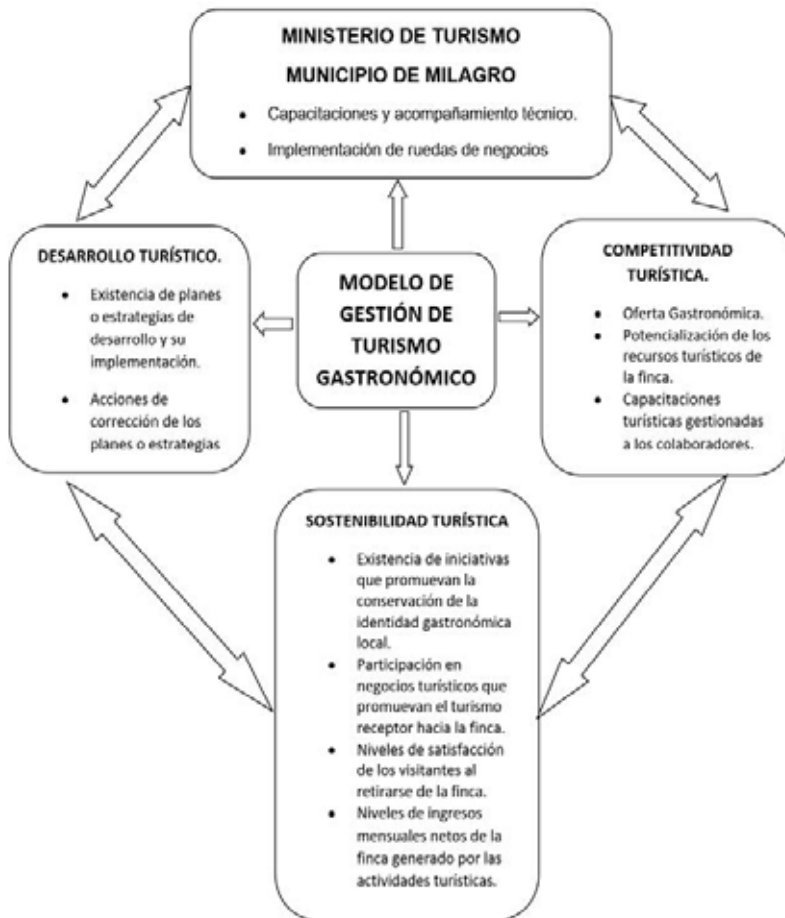 MINISTERIO DE TURISMO
MUNICIPIO DE MILAGRO
• Capacitaciones y acompañamiento técnico.
• Implementación de ruedas de negocios
DESARROLLO TURÍSTICO.
• Existencia de planes
o estrategias de
desarrollo y su
implementación.
• Acciones de
corrección de los
planes o estrategias
MODELO DE
GESTIÓN DE
TURISMO
GASTRONÓMICO
COMPETITIVIDAD
TURÍSTICA.
• Oferta Gastronómica.
• Potencialización de los
recursos turísticos de
la finca.
• Capacitaciones
turísticas gestionadas
a los colaboradores.
SOSTENIBILIDAD TURÍSTICA
• Existencia de iniciativas
que promuevan la
conservación de la
identidad gastronómica
local.
• Participación en
negocios turísticos que
promuevan el turismo
receptor hacia la finca.
• Niveles de satisfacción
de los visitantes al
retirarse de la finca.
• Niveles de ingresos
mensuales netos de la
finca generado por las
actividades turísticas.